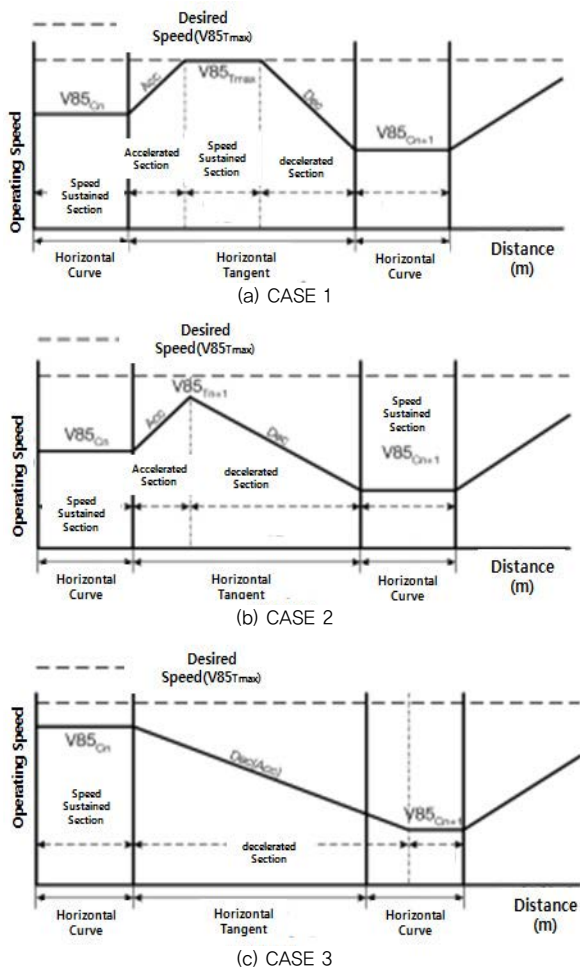 Desired
Speed(V85Tmax)
Operating Speed
V85Cn
Acc
V85Tmax
Dec
V85Cn+1
Accelerated
Section
Speed
Sustained
Section
decelerated
Section
Speed
Sustained
Section
Horizontal
Curve
Horizontal
Tangent
Horizontal
Curve
Distance
(m)
(a) CASE 1
Desired
Speed(V85Tmax)
Operating Speed
V85Cn
Acc
V85Tn+1
Dec
Speed
Sustained
Section
V85Cn+1
Accelerated
Section
decelerated
Section
Speed
Sustained
Section
Horizontal
Curve
Horizontal
Tangent
Horizontal
Curve
Distance
(m)
(b) CASE 2
Desired
Speed(V85Tmax)
Operating Speed
V85Cn
Dec(Acc)
V85Cn+1
Speed
Sustained
Section
decelerated
Section
Horizontal
Curve
Horizontal
Tangent
Horizontal
Curve
Distance
(m)
(c) CASE 3